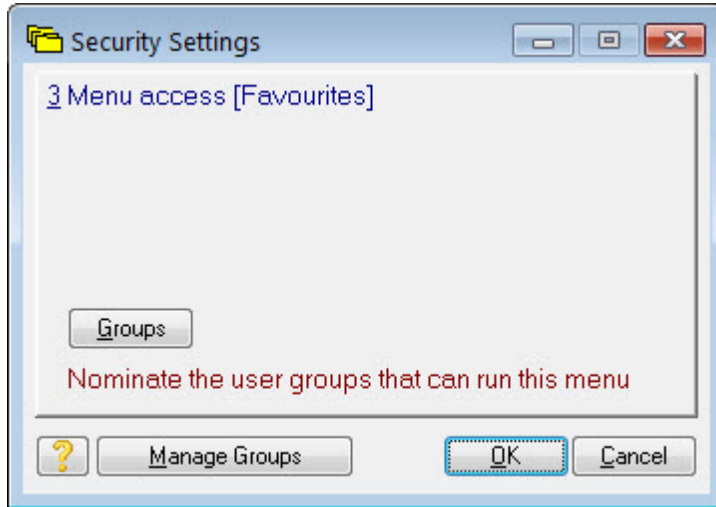 Security Settings
3 Menu access [Favourites]
Groups
Nominate the user groups that can run this menu
? Manage Groups OK Cancel